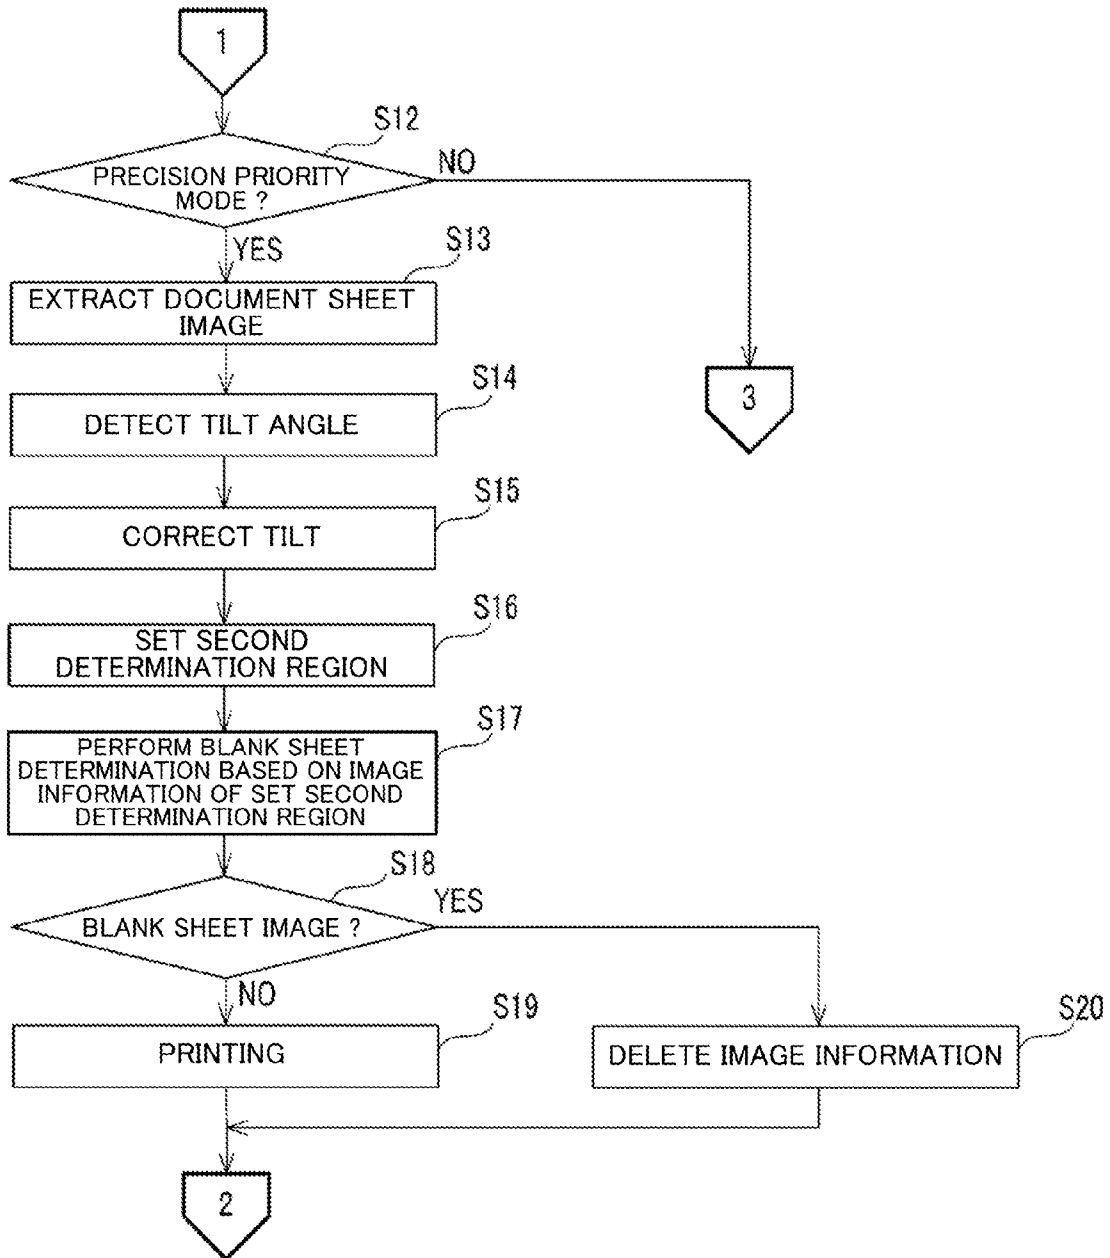 1
S12
PRECISION PRIORITY
MODE ?
NO
YES
S13
EXTRACT DOCUMENT SHEET
IMAGE
3
S14
DETECT TILT ANGLE
S15
CORRECT TILT
S16
SET SECOND
DETERMINATION REGION
S17
PERFORM BLANK SHEET
DETERMINATION BASED ON IMAGE
INFORMATION OF SET SECOND
DETERMINATION REGION
S18
BLANK SHEET IMAGE ?
YES
NO
S19
PRINTING
S20
DELETE IMAGE INFORMATION
2